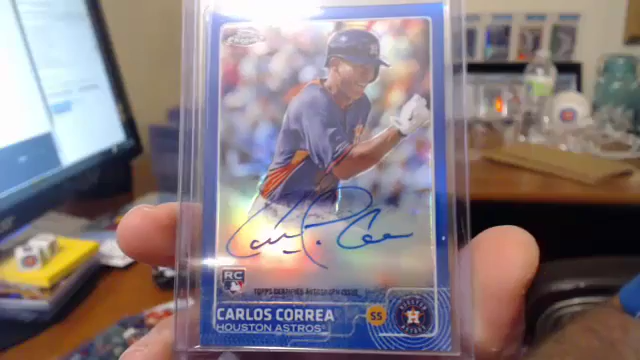 RC
TOPPS CERTIFIED AUTOGRAPH ISSUE
CARLOS CORREA
SS
HOUSTON ASTROS